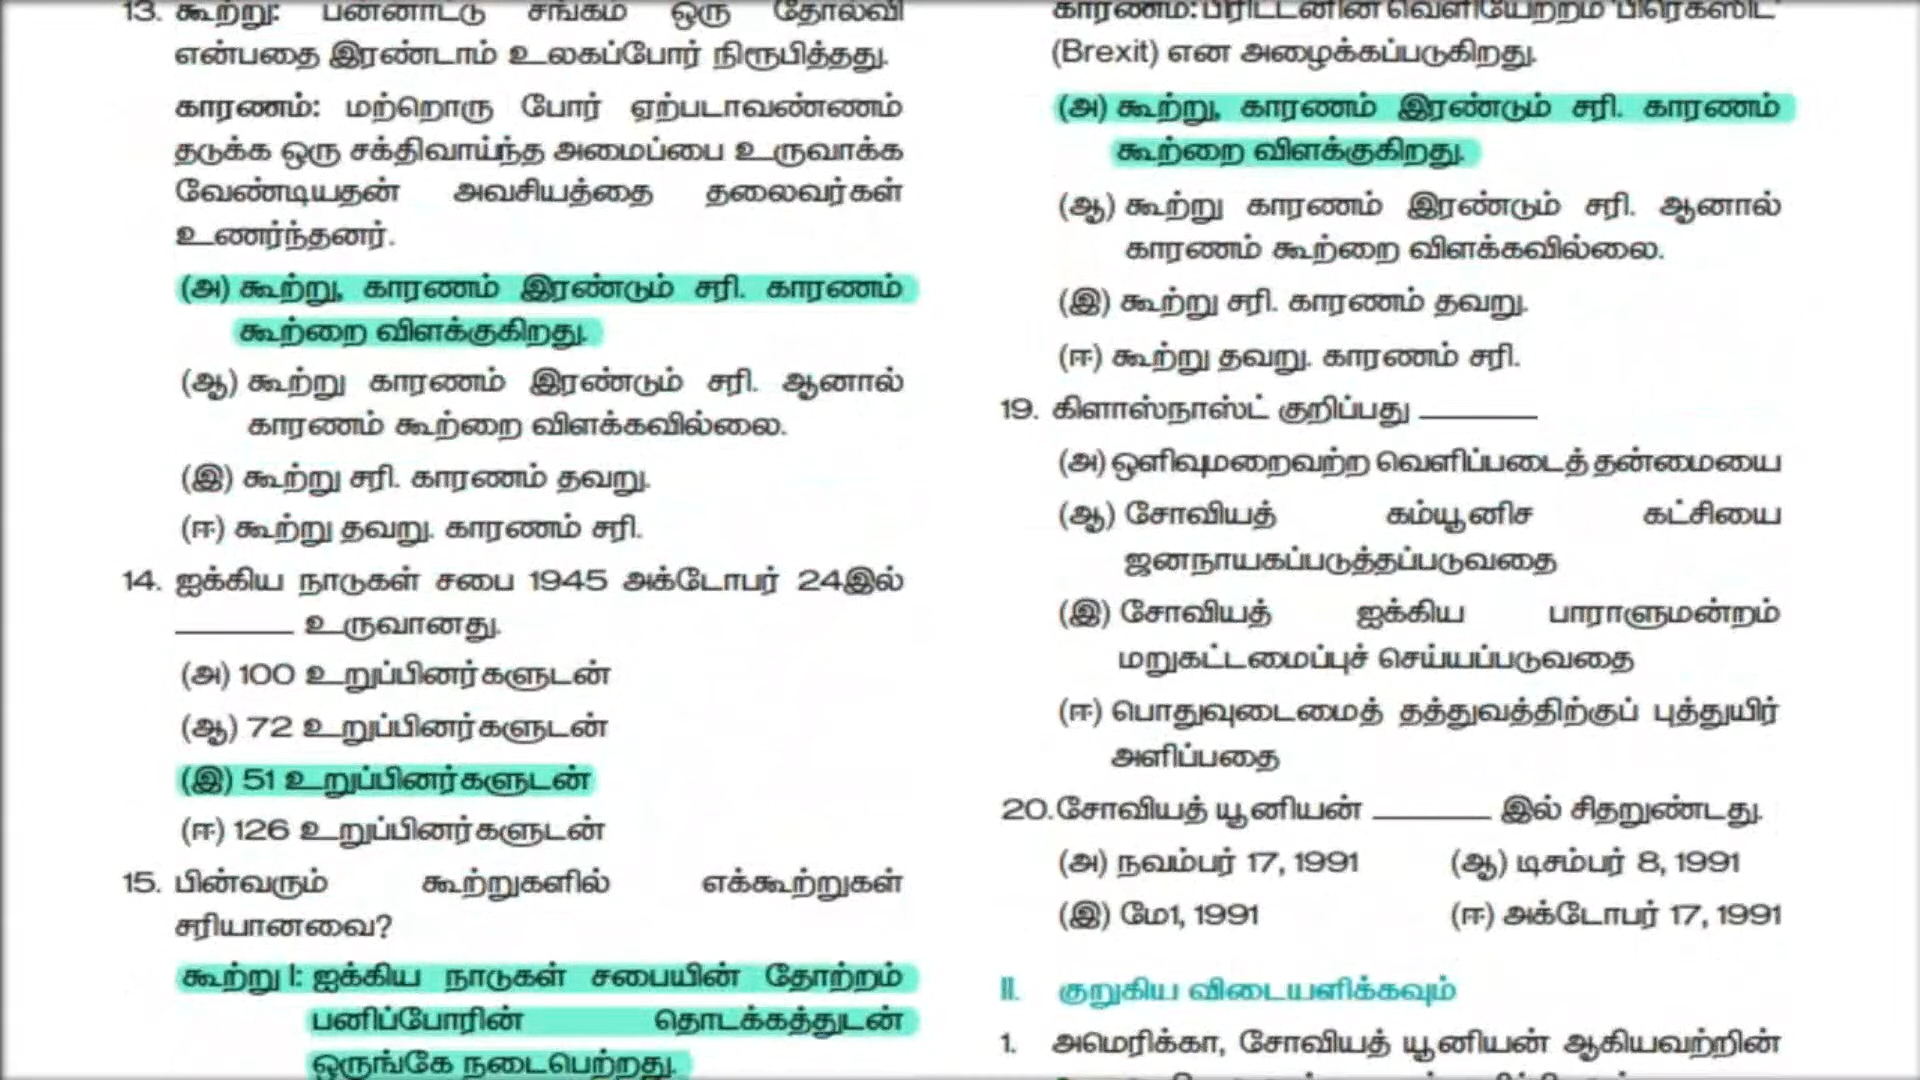 13. கூற்று: பன்னாட்டு சங்கம் ஒரு தோல்வி
என்பதை இரண்டாம் உலகப்போர் நிரூபித்தது.
காரணம்: மற்றொரு போர் ஏற்படாவண்ணம்
தடுக்க ஒரு சக்திவாய்ந்த அமைப்பை உருவாக்க
வேண்டியதன் அவசியத்தை தலைவர்கள்
உணர்ந்தனர்.
(அ) கூற்று, காரணம் இரண்டும் சரி. காரணம்
கூற்றை விளக்குகிறது.
(ஆ) கூற்று காரணம் இரண்டும் சரி. ஆனால்
காரணம் கூற்றை விளக்கவில்லை.
(இ) கூற்று சரி. காரணம் தவறு.
(ஈ) கூற்று தவறு. காரணம் சரி.
14. ஐக்கிய நாடுகள் சபை 1945 அக்டோபர் 24இல்
________ உருவானது.
(அ) 100 உறுப்பினர்களுடன்
(ஆ) 72 உறுப்பினர்களுடன்
(இ) 51 உறுப்பினர்களுடன்
(ஈ) 126 உறுப்பினர்களுடன்
15. பின்வரும் கூற்றுகளில் எக்கூற்றுகள்
சரியானவை?
கூற்று I: ஐக்கிய நாடுகள் சபையின் தோற்றம்
பனிப்போரின் தொடக்கத்துடன்
ஒருங்கே நடைபெற்றது.
காரணம்: பிரிட்டனின் வெளியேற்றம் 'பிரெக்ஸிட்'
(Brexit) என அழைக்கப்படுகிறது.
(அ) கூற்று, காரணம் இரண்டும் சரி. காரணம்
கூற்றை விளக்குகிறது.
(ஆ) கூற்று காரணம் இரண்டும் சரி. ஆனால்
காரணம் கூற்றை விளக்கவில்லை.
(இ) கூற்று சரி. காரணம் தவறு.
(ஈ) கூற்று தவறு. காரணம் சரி.
19. கிளாஸ்நாஸ்ட் குறிப்பது ________
(அ) ஒளிவுமறைவற்ற வெளிப்படைத் தன்மையை
(ஆ) சோவியத் கம்யூனிச கட்சியை
ஜனநாயகப்படுத்தப்படுவதை
(இ) சோவியத் ஐக்கிய பாராளுமன்றம்
மறுகட்டமைப்புச் செய்யப்படுவதை
(ஈ) பொதுவுடைமைத் தத்துவத்திற்குப் புத்துயிர்
அளிப்பதை
20. சோவியத் யூனியன் ________ இல் சிதறுண்டது.
(அ) நவம்பர் 17, 1991 (ஆ) டிசம்பர் 8, 1991
(இ) மே1, 1991 (ஈ) அக்டோபர் 17, 1991
II. குறுகிய விடையளிக்கவும்
1. அமெரிக்கா, சோவியத் யூனியன் ஆகியவற்றின்